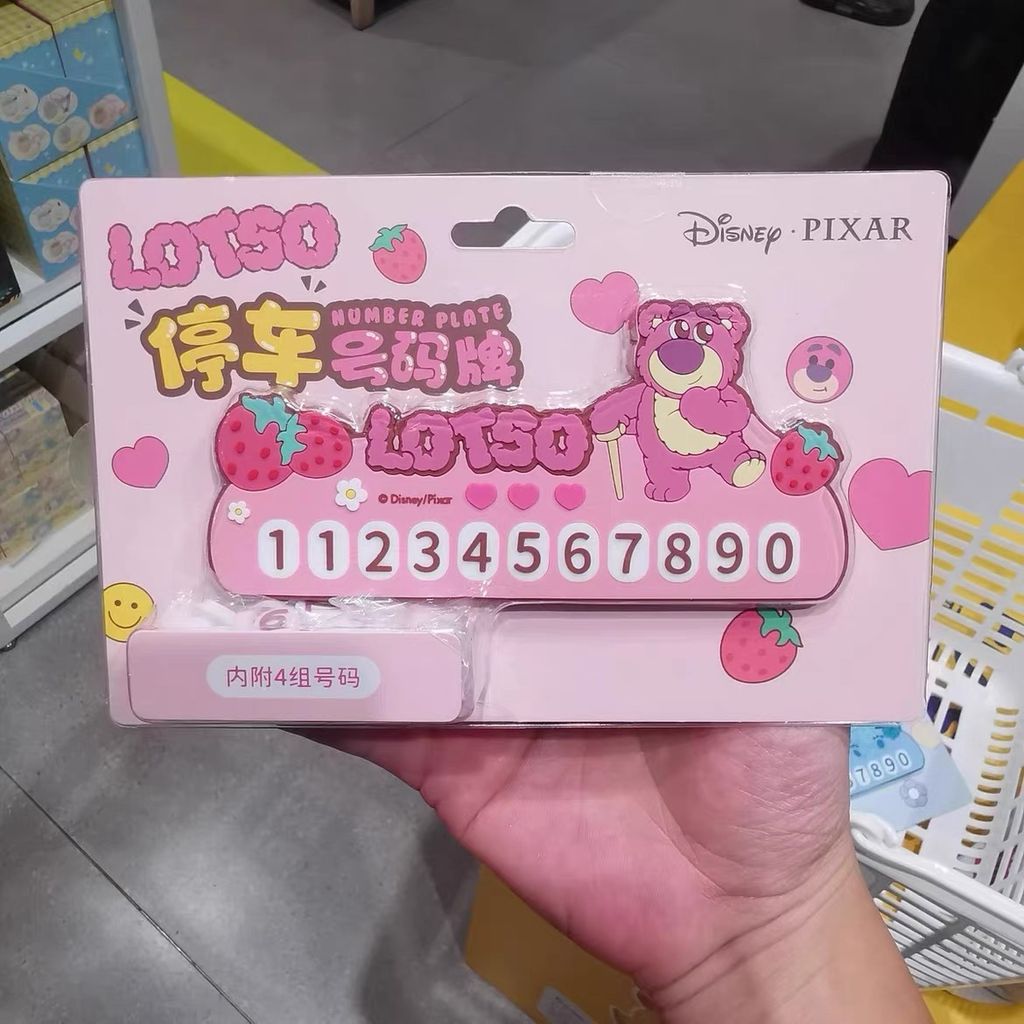 LOTSO
Disney · PIXAR
停车 NUMBER PLATE
号码牌
LOTSO
© Disney/Pixar
11234567890
内附4组号码
7890